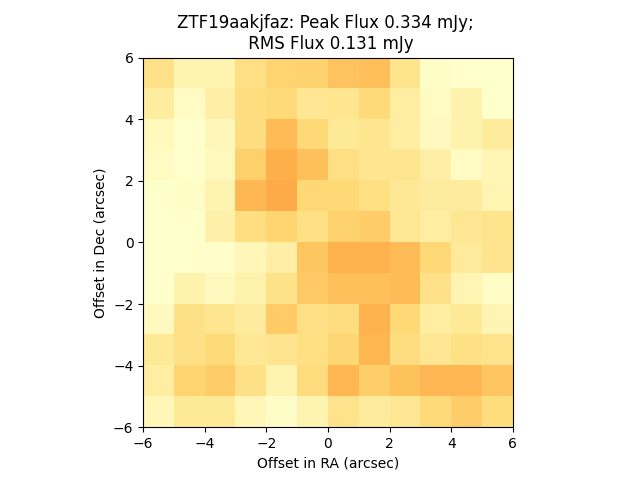 ZTF19aakjfaz: Peak Flux 0.334 mJy;
RMS Flux 0.131 mJy
6
4
2
0
−2
−4
−6
Offset in Dec (arcsec)
−6 −4 −2 0 2 4 6
Offset in RA (arcsec)